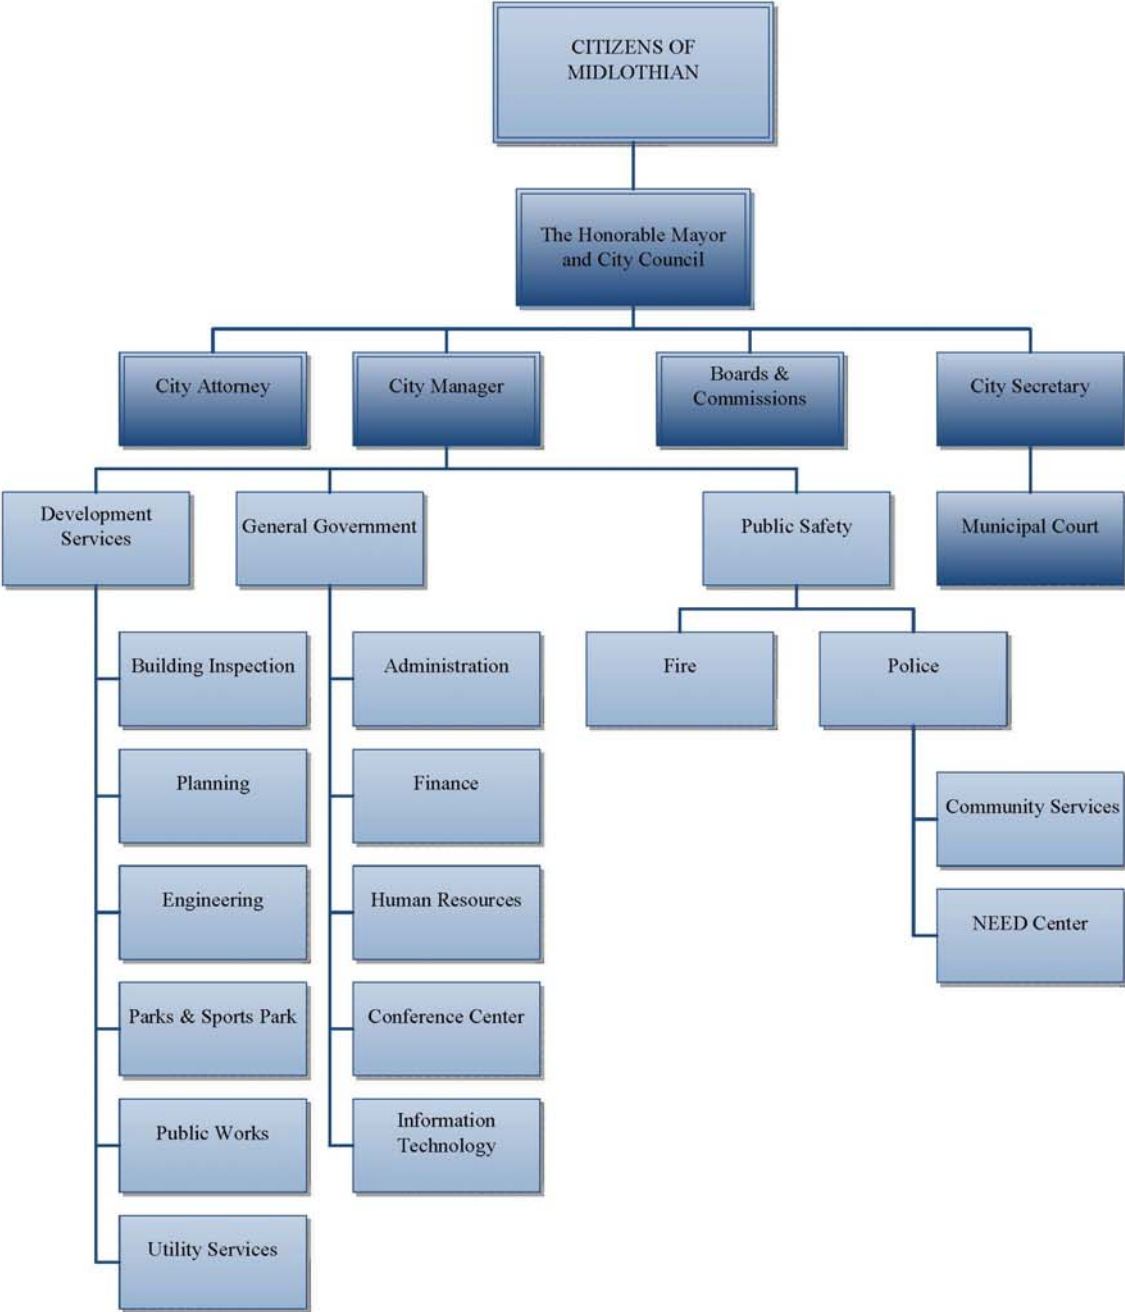 CITIZENS OF
MIDLOTHIAN
The Honorable Mayor
and City Council
City Attorney
City Manager
Boards &
Commissions
City Secretary
Development
Services
General Government
Public Safety
Municipal Court
Building Inspection
Administration
Fire
Police
Planning
Finance
Community Services
Engineering
Human Resources
NEED Center
Parks & Sports Park
Conference Center
Public Works
Information
Technology
Utility Services